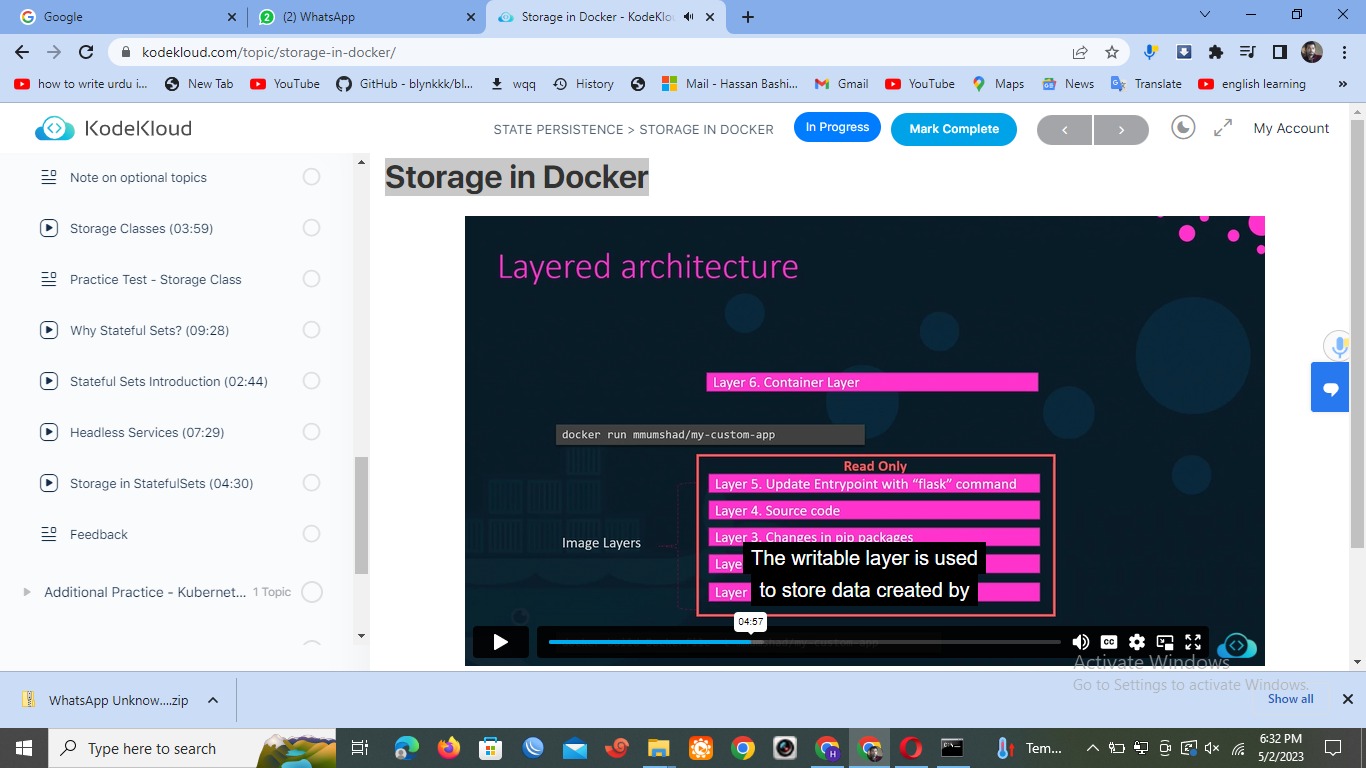 Google
(2) WhatsApp
Storage in Docker - KodeKlo
kodekloud.com/topic/storage-in-docker/
how to write urdu i...
New Tab
YouTube
GitHub - blynkkk/bl...
wqq
History
Mail - Hassan Bashi...
Gmail
YouTube
Maps
News
Translate
english learning
»
KodeKloud
STATE PERSISTENCE > STORAGE IN DOCKER
In Progress
Mark Complete
My Account
Note on optional topics
Storage Classes (03:59)
Practice Test - Storage Class
Why Stateful Sets? (09:28)
Stateful Sets Introduction (02:44)
Headless Services (07:29)
Storage in StatefulSets (04:30)
Feedback
Additional Practice - Kubernet... 1 Topic
Storage in Docker
Layered architecture
Layer 6. Container Layer
docker run mmumshad/my-custom-app
Read Only
Layer 5. Update Entrypoint with “flask” command
Layer 4. Source code
Layer 3. Changes in pip packages
Image Layers
Laye
Layer
The writable layer is used
to store data created by
04:57
CC
Activate Windows
Go to Settings to activate Windows.
WhatsApp Unknow....zip
Show all
Type here to search
Tem...
6:32 PM
5/2/2023